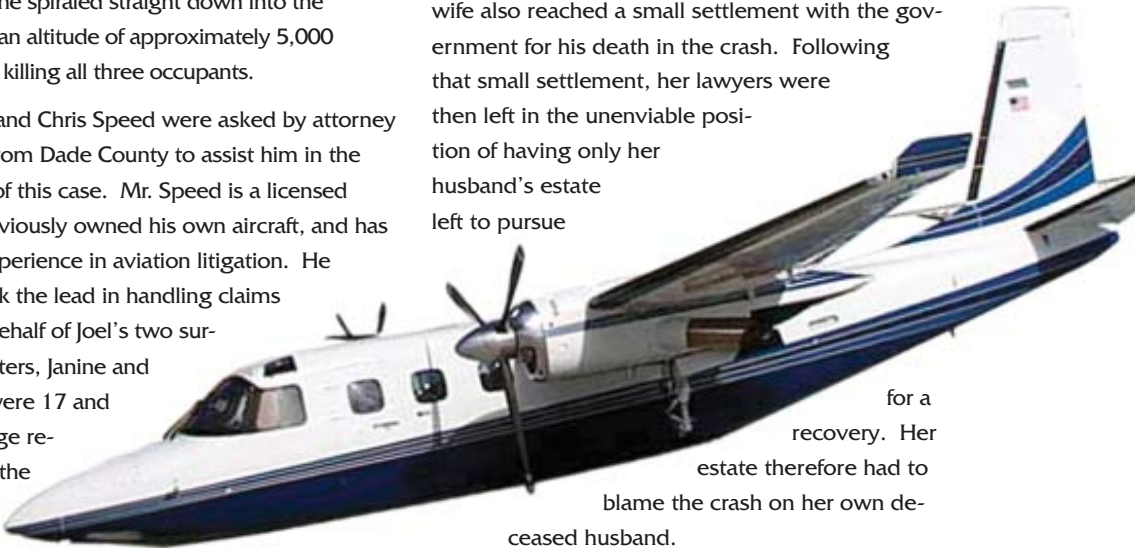 ne spiraled straight down into the
an altitude of approximately 5,000
killing all three occupants.
and Chris Speed were asked by attorney
rom Dade County to assist him in the
of this case. Mr. Speed is a licensed
viously owned his own aircraft, and has
perience in aviation litigation. He
k the lead in handling claims
ehalf of Joel's two sur-
ters, Janine and
vere 17 and
ge re-
the
wife also reached a small settlement with the gov-
ernment for his death in the crash. Following
that small settlement, her lawyers were
then left in the unenviable posi-
tion of having only her
husband's estate
left to pursue
for a
recovery. Her
estate therefore had to
blame the crash on her own de-
ceased husband.